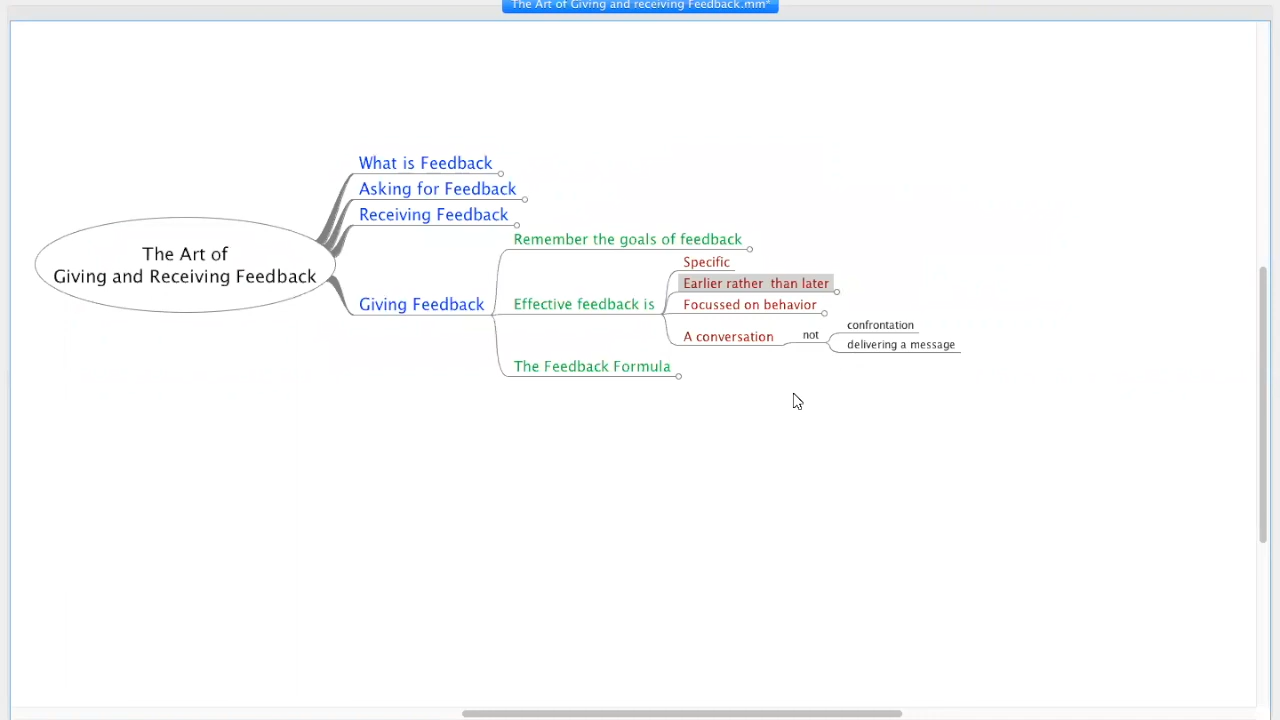 The Art of Giving and receiving Feedback.mm*
What is Feedback
Asking for Feedback
Receiving Feedback
The Art of
Giving and Receiving Feedback
Giving Feedback
Remember the goals of feedback
Effective feedback is
Specific
Earlier rather  than later
Focussed on behavior
A conversation
not
confrontation
delivering a message
The Feedback Formula